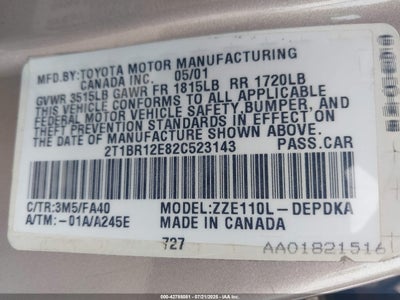 MFD.BY:TOYOTA MOTOR MANUFACTURING
CANADA INC. 05/01
GVWR 3515LB GAWR FR 1815LB RR 1720LB
THIS VEHICLE CONFORMS TO ALL APPLICABLE
FEDERAL MOTOR VEHICLE SAFETY,BUMPER, AND
THEFT PREVENTION STANDARDS IN EFFECT ON
THE DATE OF MANUFACTURE SHOWN ABOVE.
2T1BR12E82C523143 PASS.CAR
C/TR:3M5/FA40 MODEL:ZZE110L-DEPDKA
A/TM:-01A/A245E MADE IN CANADA
727 AA0182151
000-42788081 - 07/21/2025 - IAA Inc.